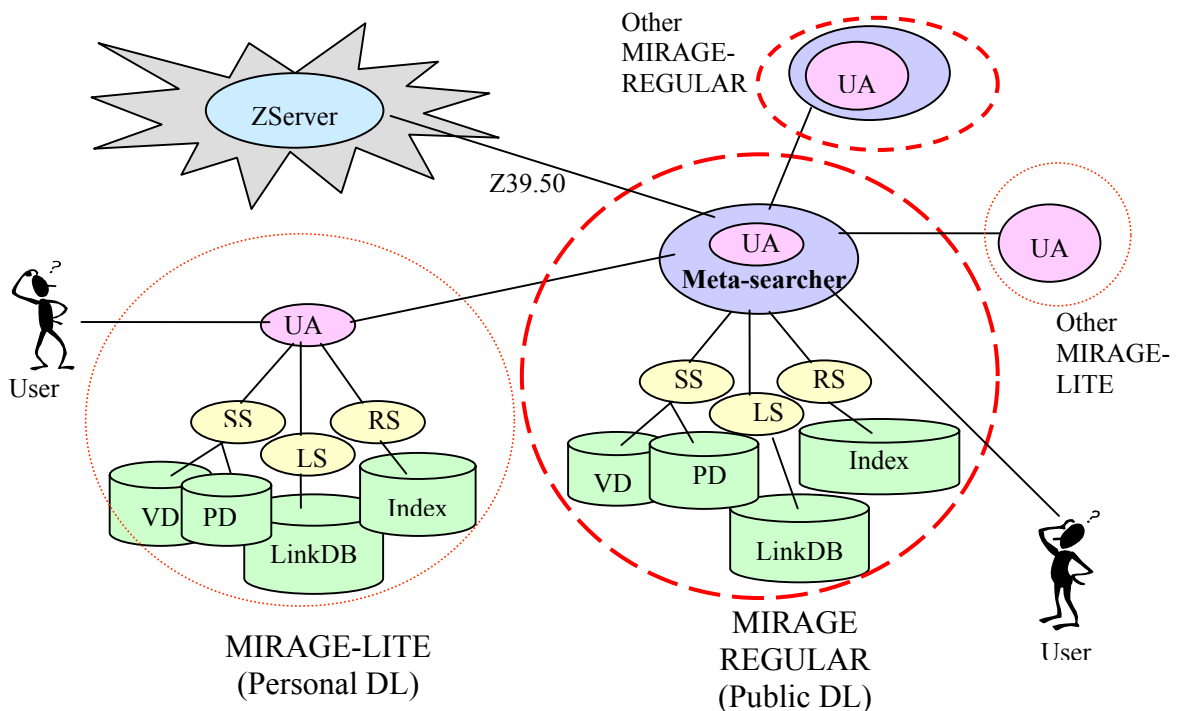 Other
MIRAGE-
REGULAR
UA
ZServer
Z39.50
UA
Meta-searcher
UA
Other
MIRAGE-
LITE
?
User
UA
SS
RS
LS
VD
PD
Index
LinkDB
SS
RS
LS
VD
PD
Index
LinkDB
?
User
MIRAGE-LITE
(Personal DL)
MIRAGE
REGULAR
(Public DL)